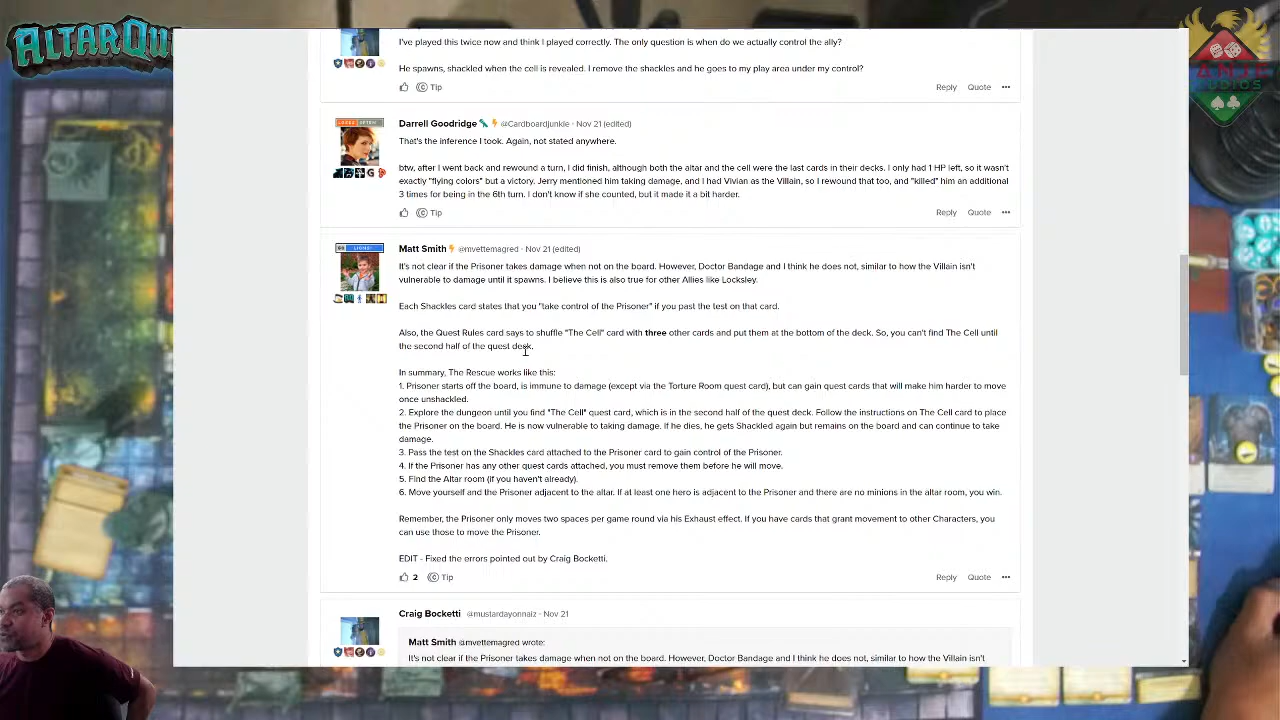 ALTARQU
I've played this twice now and think I played correctly. The only question is when do we actually control the ally?
He spawns, shackled when the cell is revealed. I remove the shackles and he goes to my play area under my control?
Tip
Reply Quote
Darrell Goodridge @Cardboardjunkie · Nov 21 (edited)
That's the inference I took. Again, not stated anywhere.
btw, after I went back and rewound a turn, I did finish, although both the altar and the cell were the last cards in their decks. I only had 1 HP left, so it wasn't
exactly "flying colors" but a victory. Jerry mentioned him taking damage, and I had Vivian as the Villain, so I rewound that too, and "killed" him an additional
3 times for being in the 6th turn. I don't know if she counted, but it made it a bit harder.
Tip
Reply Quote
Matt Smith @mvettemagred · Nov 21 (edited)
It's not clear if the Prisoner takes damage when not on the board. However, Doctor Bandage and I think he does not, similar to how the Villain isn't
vulnerable to damage until it spawns. I believe this is also true for other Allies like Locksley.
Each Shackles card states that you "take control of the Prisoner" if you past the test on that card.
Also, the Quest Rules card says to shuffle "The Cell" card with three other cards and put them at the bottom of the deck. So, you can't find The Cell until
the second half of the quest deck.
In summary, The Rescue works like this:
1. Prisoner starts off the board, is immune to damage (except via the Torture Room quest card), but can gain quest cards that will make him harder to move
once unshackled.
2. Explore the dungeon until you find "The Cell" quest card, which is in the second half of the quest deck. Follow the instructions on The Cell card to place
the Prisoner on the board. He is now vulnerable to taking damage. If he dies, he gets Shackled again but remains on the board and can continue to take
damage.
3. Pass the test on the Shackles card attached to the Prisoner card to gain control of the Prisoner.
4. If the Prisoner has any other quest cards attached, you must remove them before he will move.
5. Find the Altar room (if you haven't already).
6. Move yourself and the Prisoner adjacent to the altar. If at least one hero is adjacent to the Prisoner and there are no minions in the altar room, you win.
Remember, the Prisoner only moves two spaces per game round via his Exhaust effect. If you have cards that grant movement to other Characters, you
can use those to move the Prisoner.
EDIT - Fixed the errors pointed out by Craig Bocketti.
2 Tip
Reply Quote
Craig Bocketti @mustardayonnaiz · Nov 21
Matt Smith @mvettemagred wrote:
It's not clear if the Prisoner takes damage when not on the board. However, Doctor Bandage and I think he does not, similar to how the Villain isn't